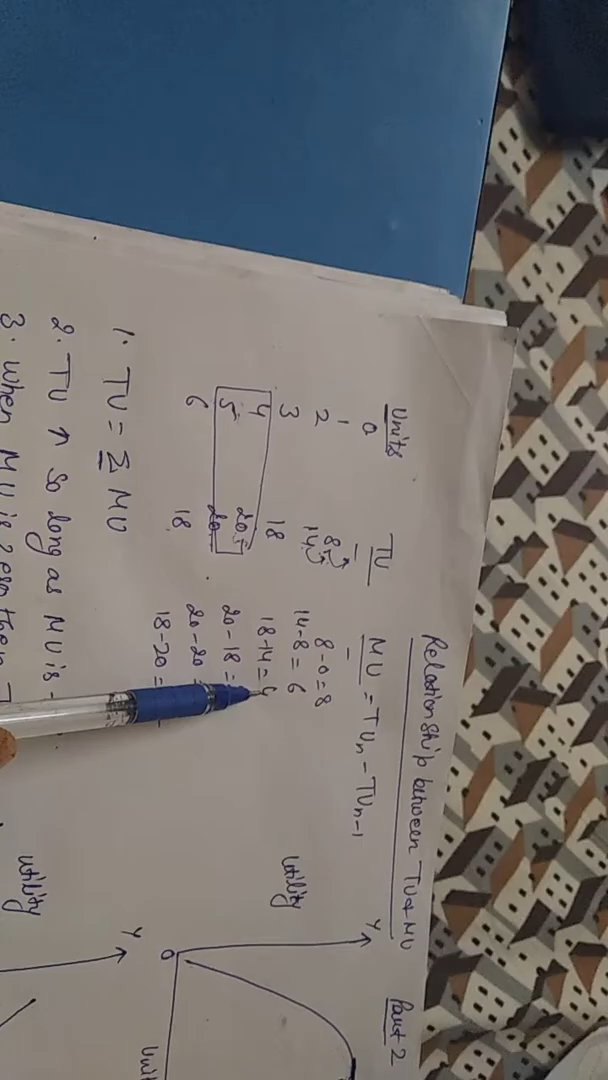 Relationship between TU & MU Part 2
Units TU MU = TUn - TUn-1
0 -
1 8 8-0=8
2 14 14-8=6
3 18 18-14=4
4 20 20-18=
5 20 20-20=
6 18 18-20=
1. TU = Σ MU
2. TU ↑ so long as MU is
3. When MU is zero then
Y
utility
O
Unit
Y
utility